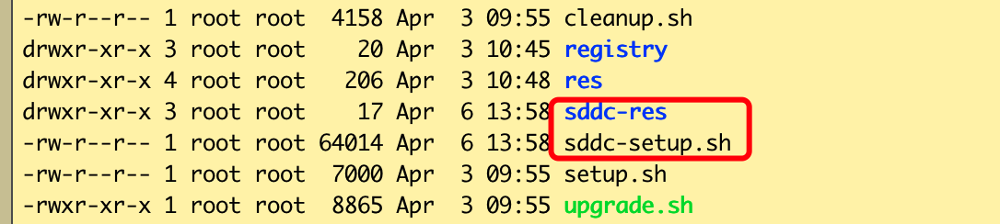 -rw-r--r-- 1 root root  4158 Apr  3 09:55 cleanup.sh
drwxr-xr-x 3 root root    20 Apr  3 10:45 registry
drwxr-xr-x 4 root root   206 Apr  3 10:48 res
drwxr-xr-x 3 root root    17 Apr  6 13:58 sddc-res
-rw-r--r-- 1 root root 64014 Apr  6 13:58 sddc-setup.sh
-rw-r--r-- 1 root root  7000 Apr  3 09:55 setup.sh
-rwxr-xr-x 1 root root  8865 Apr  3 09:55 upgrade.sh